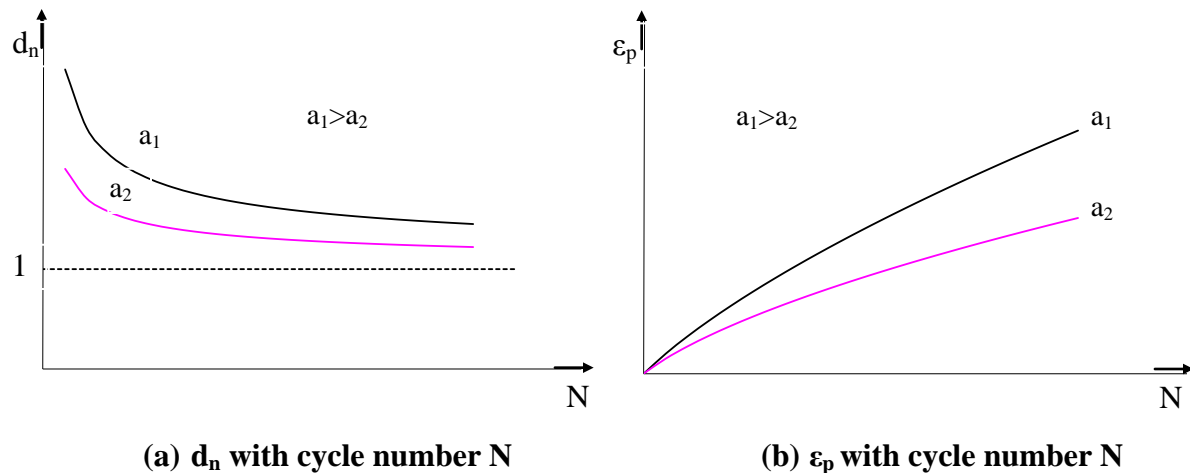 dₙ
a₁>a₂
a₁
a₂
1
N
(a) dₙ with cycle number N
εₚ
a₁>a₂
a₁
a₂
N
(b) εₚ with cycle number N